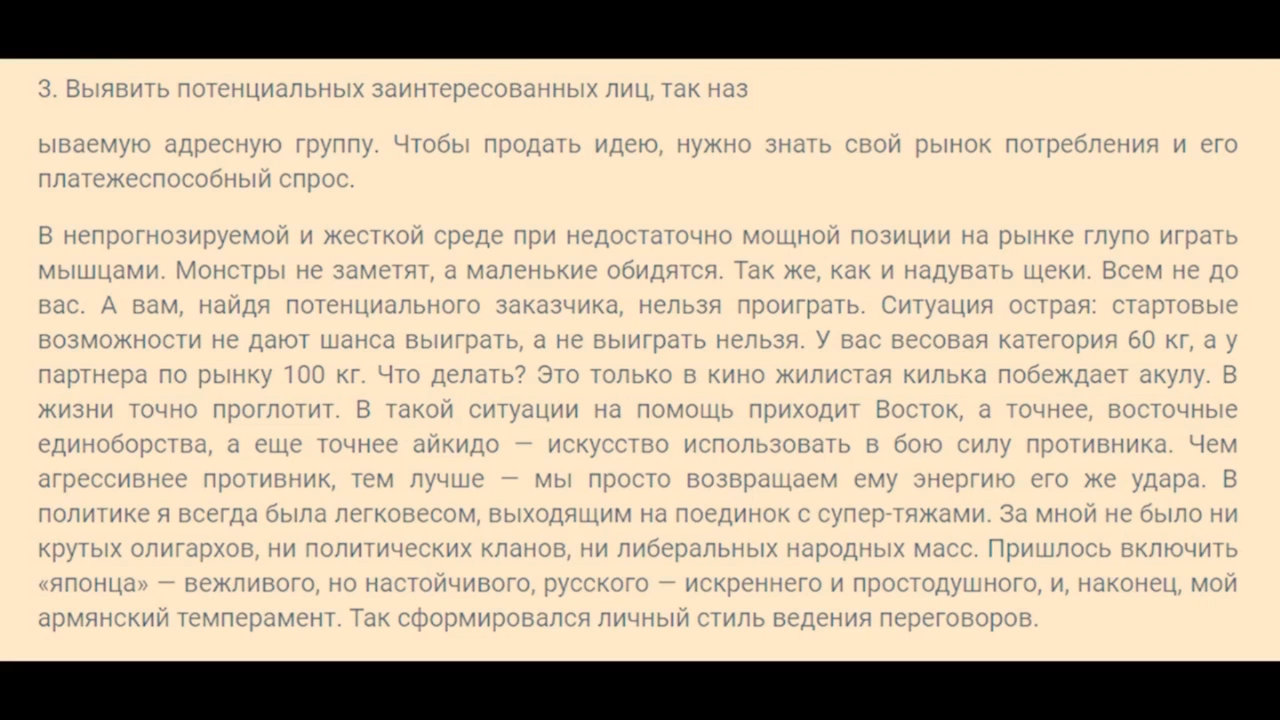 3. Выявить потенциальных заинтересованных лиц, так наз
ываемую адресную группу. Чтобы продать идею, нужно знать свой рынок потребления и его
платежеспособный спрос.
В непрогнозируемой и жесткой среде при недостаточно мощной позиции на рынке глупо играть
мышцами. Монстры не заметят, а маленькие обидятся. Так же, как и надувать щеки. Всем не до
вас. А вам, найдя потенциального заказчика, нельзя проиграть. Ситуация острая: стартовые
возможности не дают шанса выиграть, а не выиграть нельзя. У вас весовая категория 60 кг, а у
партнера по рынку 100 кг. Что делать? Это только в кино жилистая килька побеждает акулу. В
жизни точно проглотит. В такой ситуации на помощь приходит Восток, а точнее, восточные
единоборства, а еще точнее айкидо — искусство использовать в бою силу противника. Чем
агрессивнее противник, тем лучше — мы просто возвращаем ему энергию его же удара. В
политике я всегда была легковесом, выходящим на поединок с супер-тяжами. За мной не было ни
крутых олигархов, ни политических кланов, ни либеральных народных масс. Пришлось включить
«японца» — вежливого, но настойчивого, русского — искреннего и простодушного, и, наконец, мой
армянский темперамент. Так сформировался личный стиль ведения переговоров.